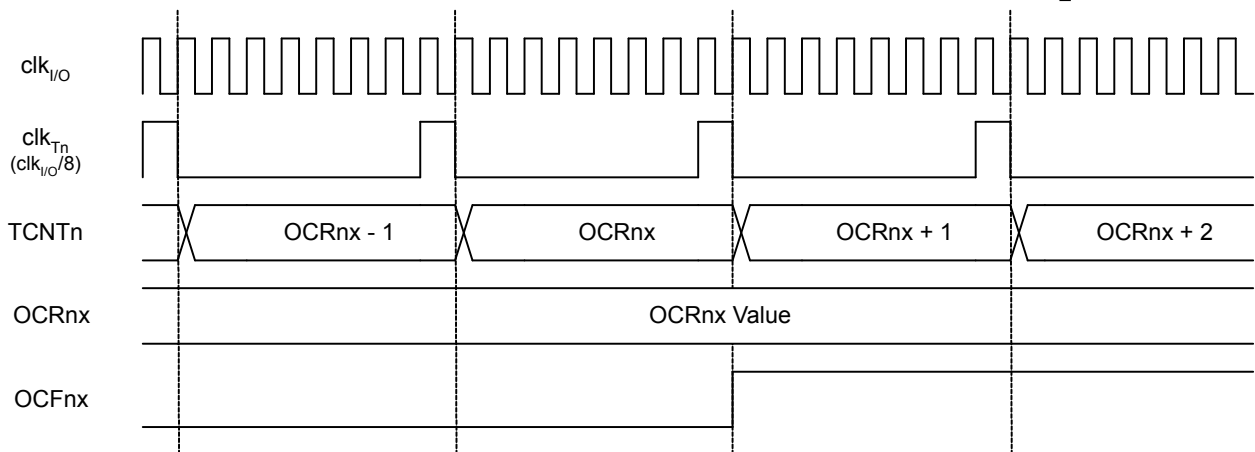 clkI/O
clkTn
(clkI/O/8)
TCNTn OCRnx - 1 OCRnx OCRnx + 1 OCRnx + 2
OCRnx OCRnx Value
OCFnx